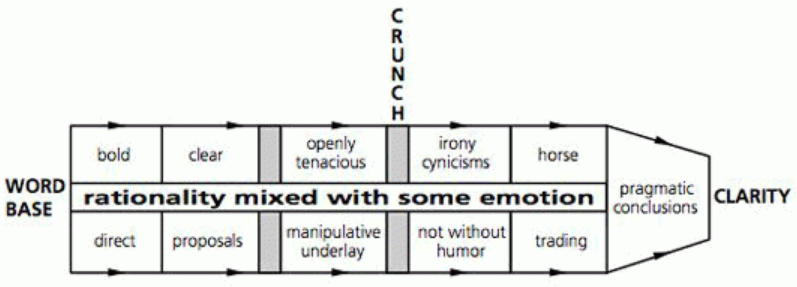 CRUNCH
bold
clear
openly
tenacious
irony
cynicisms
horse
WORD
BASE
rationality mixed with some emotion
pragmatic
conclusions
CLARITY
direct
proposals
manipulative
underlay
not without
humor
trading